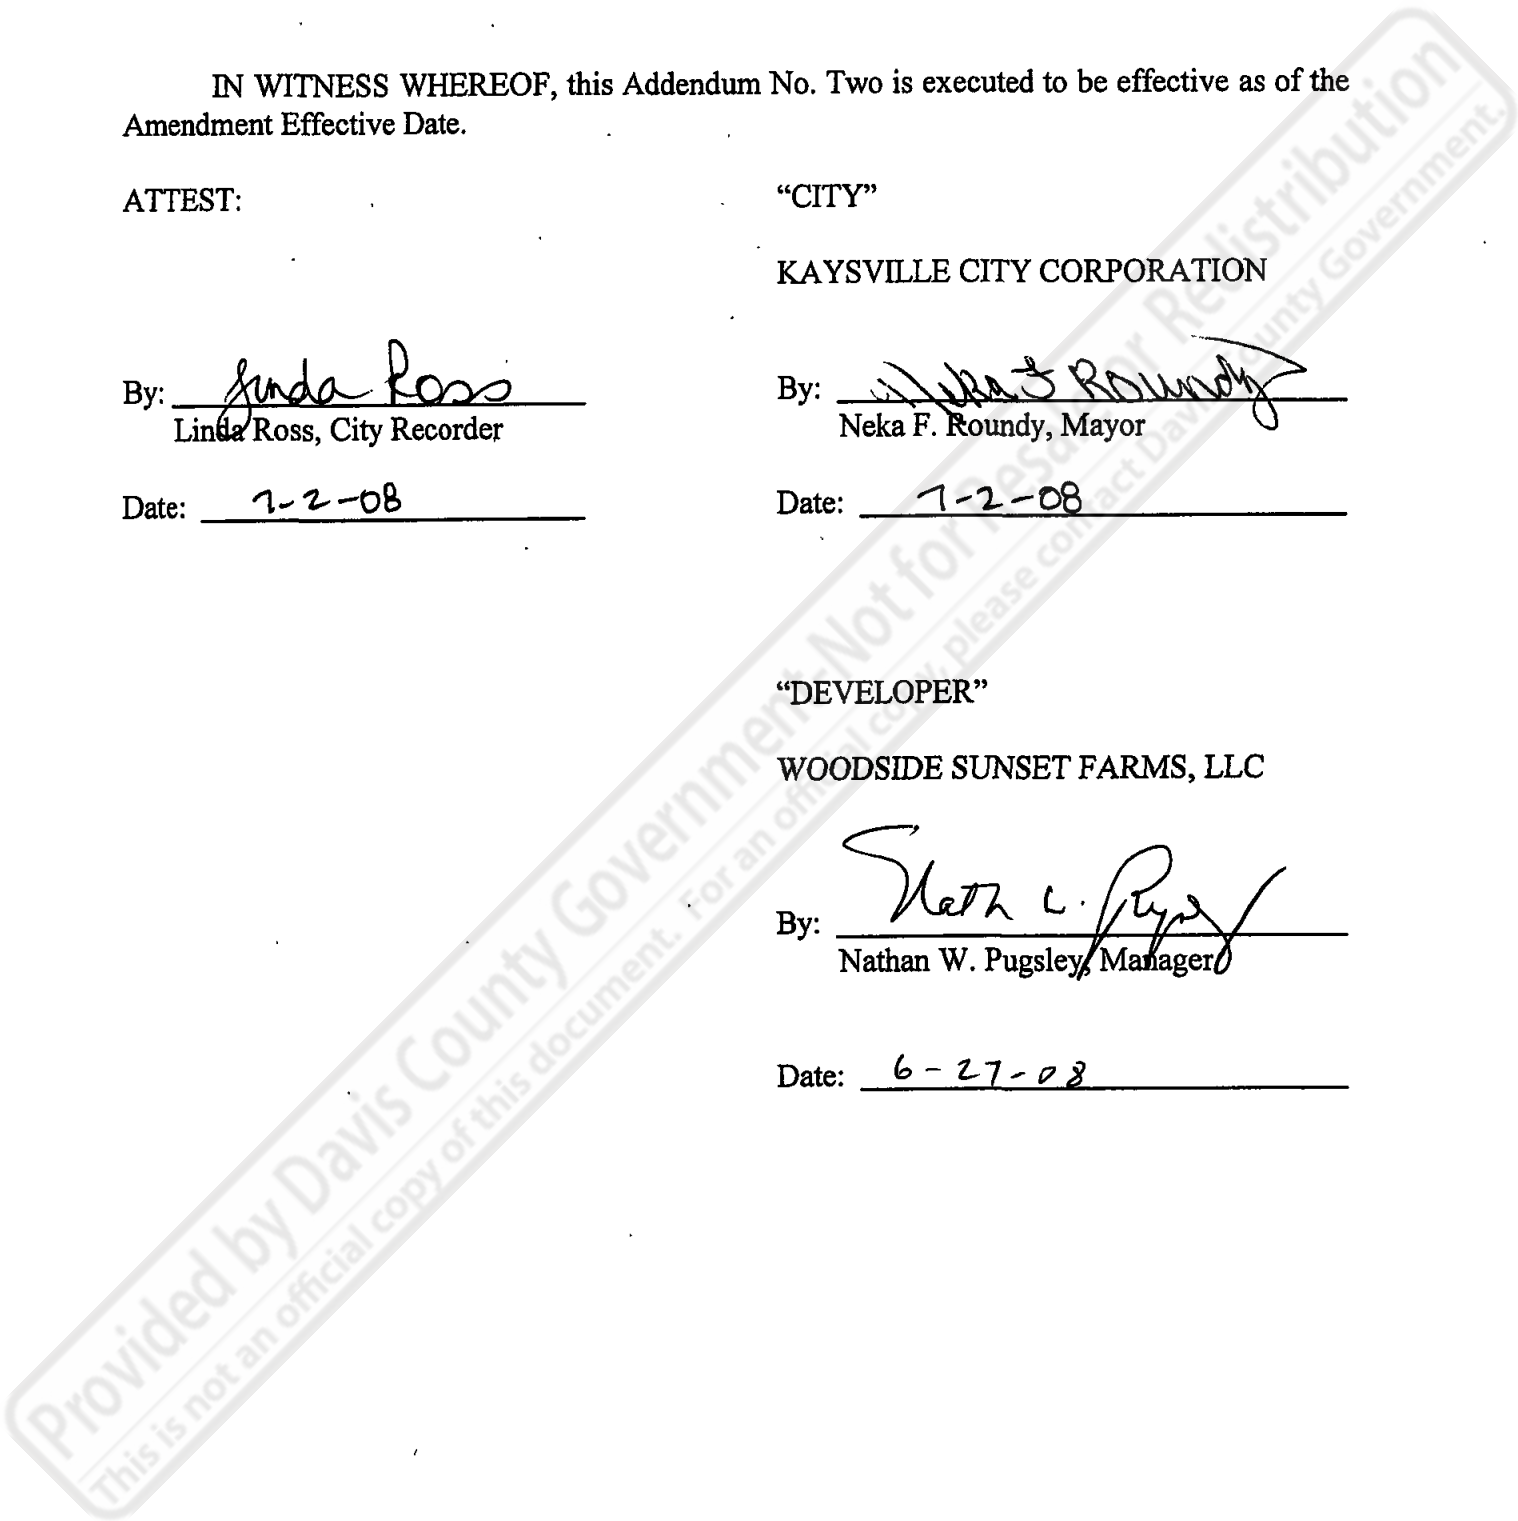 IN WITNESS WHEREOF, this Addendum No. Two is executed to be effective as of the
Amendment Effective Date.
ATTEST:
"CITY"
KAYSVILLE CITY CORPORATION
By: Linda Ross
Linda Ross, City Recorder
Date: 7-2-08
By: Neka F Roundy
Neka F. Roundy, Mayor
Date: 7-2-08
"DEVELOPER"
WOODSIDE SUNSET FARMS, LLC
By:
Nathan W. Pugsley, Manager
Date: 6-27-08
Provided by Davis County Government-Not for Resale or Redistribution
This is not an official copy of this document. For an official copy, please contact Davis County Government.